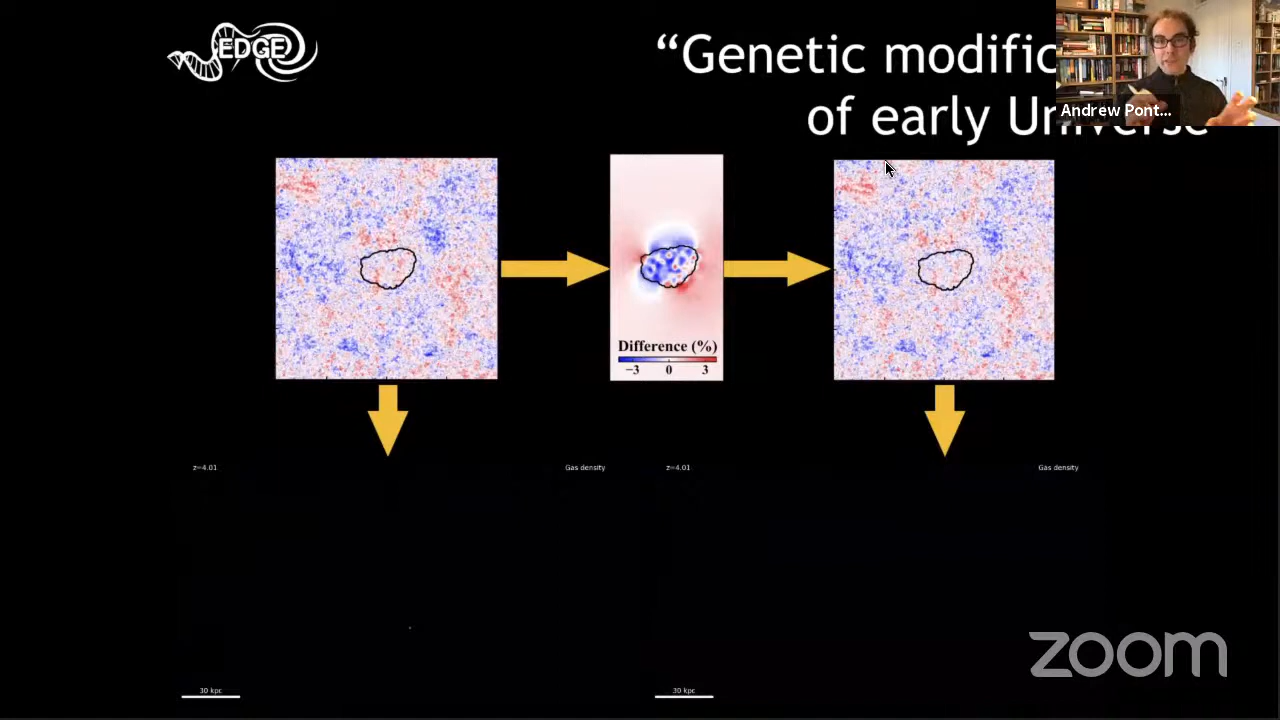 EDGE
“Genetic modific
of early Universe
Andrew Pont...
Difference (%)
−3 0 3
z=4.01
Gas density
z=4.01
Gas density
30 kpc
30 kpc
zoom